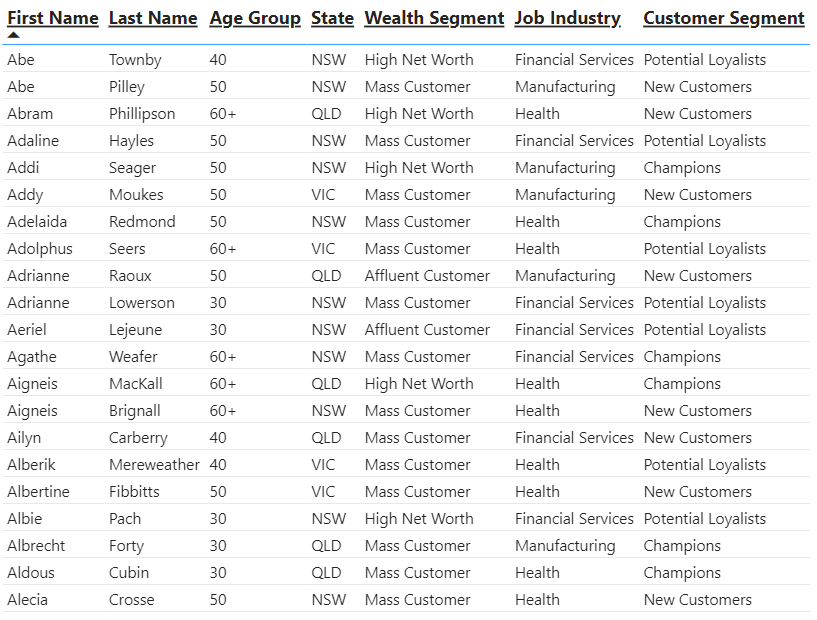 First Name Last Name Age Group State Wealth Segment Job Industry Customer Segment
Abe Townby 40 NSW High Net Worth Financial Services Potential Loyalists
Abe Pilley 50 NSW Mass Customer Manufacturing New Customers
Abram Phillipson 60+ QLD High Net Worth Health New Customers
Adaline Hayles 50 NSW Mass Customer Financial Services Potential Loyalists
Addi Seager 50 NSW High Net Worth Manufacturing Champions
Addy Moukes 50 VIC Mass Customer Manufacturing New Customers
Adelaida Redmond 50 NSW Mass Customer Health Champions
Adolphus Seers 60+ VIC Mass Customer Health Potential Loyalists
Adrianne Raoux 50 QLD Affluent Customer Manufacturing New Customers
Adrianne Lowerson 30 NSW Mass Customer Financial Services Potential Loyalists
Aeriel Lejeune 30 NSW Affluent Customer Financial Services Potential Loyalists
Agathe Weafer 60+ NSW Mass Customer Financial Services Champions
Aigneis MacKall 60+ QLD High Net Worth Health Champions
Aigneis Brignall 60+ NSW Mass Customer Health New Customers
Ailyn Carberry 40 QLD Mass Customer Financial Services New Customers
Alberik Mereweather 40 VIC Mass Customer Health Potential Loyalists
Albertine Fibbitts 50 VIC Mass Customer Health New Customers
Albie Pach 30 NSW High Net Worth Financial Services Potential Loyalists
Albrecht Forty 30 QLD Mass Customer Manufacturing Champions
Aldous Cubin 30 QLD Mass Customer Health Champions
Alecia Crosse 50 NSW Mass Customer Health New Customers